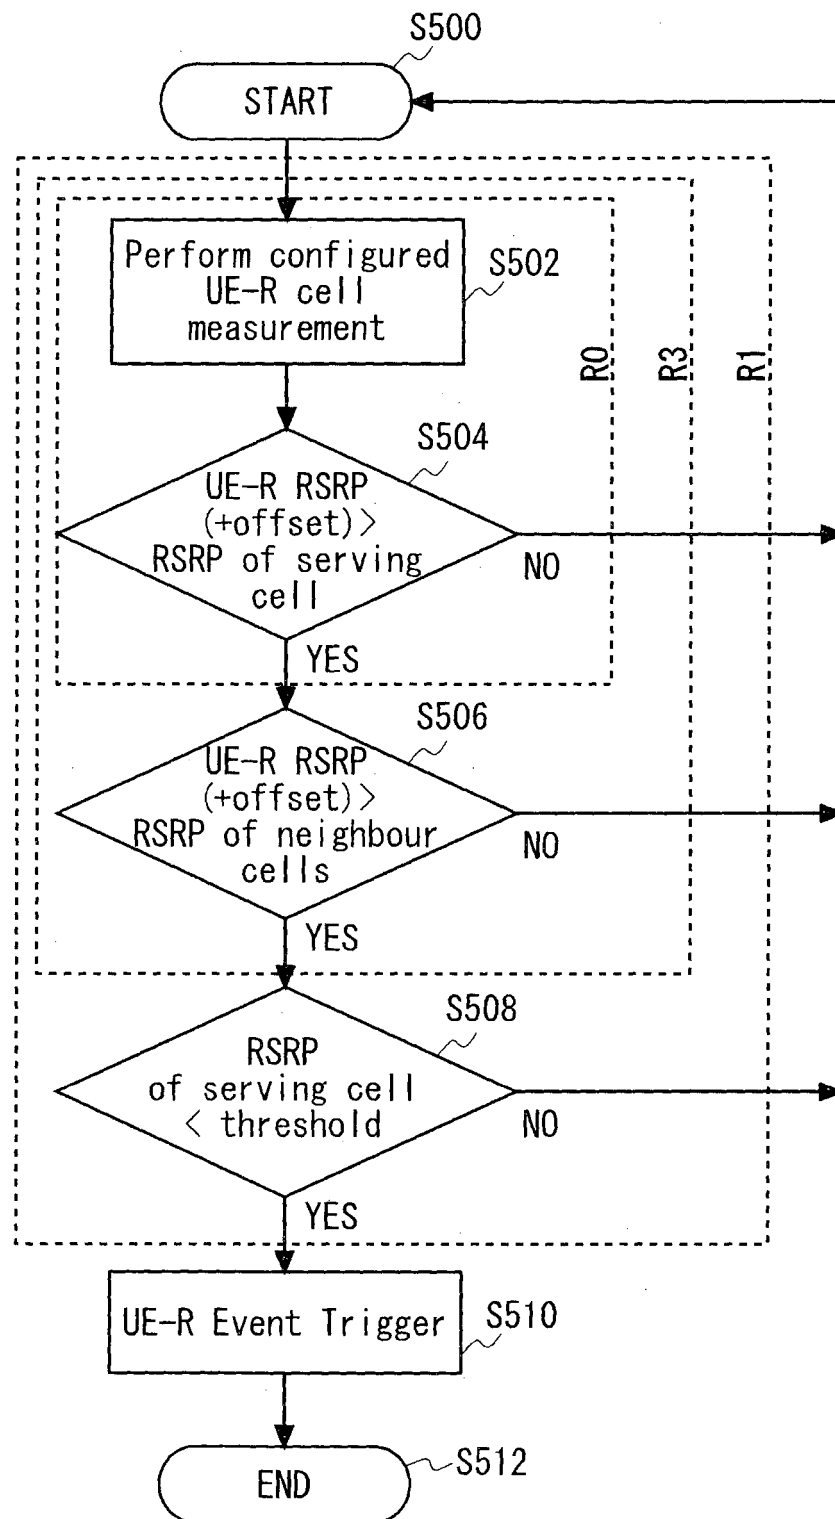 S500
START
Perform configured
UE-R cell
measurement
S502
R0
R3
R1
S504
UE-R RSRP
(+offset)>
RSRP of serving
cell
NO
YES
S506
UE-R RSRP
(+offset)>
RSRP of neighbour
cells
NO
YES
S508
RSRP
of serving cell
< threshold
NO
YES
UE-R Event Trigger
S510
END
S512